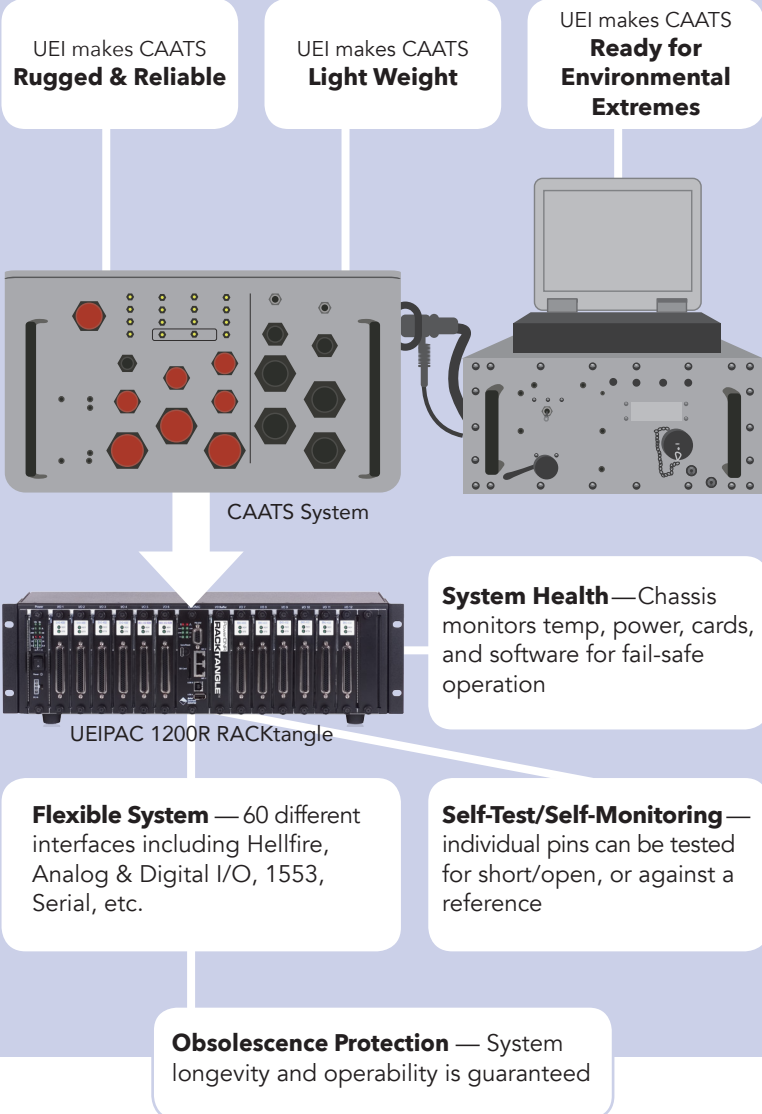 UEI makes CAATS
Rugged & Reliable
UEI makes CAATS
Light Weight
UEI makes CAATS
Ready for
Environmental
Extremes
CAATS System
RACKTANGLE
UEIPAC 1200R RACKtangle
System Health — Chassis
monitors temp, power, cards,
and software for fail-safe
operation
Flexible System — 60 different
interfaces including Hellfire,
Analog & Digital I/O, 1553,
Serial, etc.
Self-Test/Self-Monitoring —
individual pins can be tested
for short/open, or against a
reference
Obsolescence Protection — System
longevity and operability is guaranteed